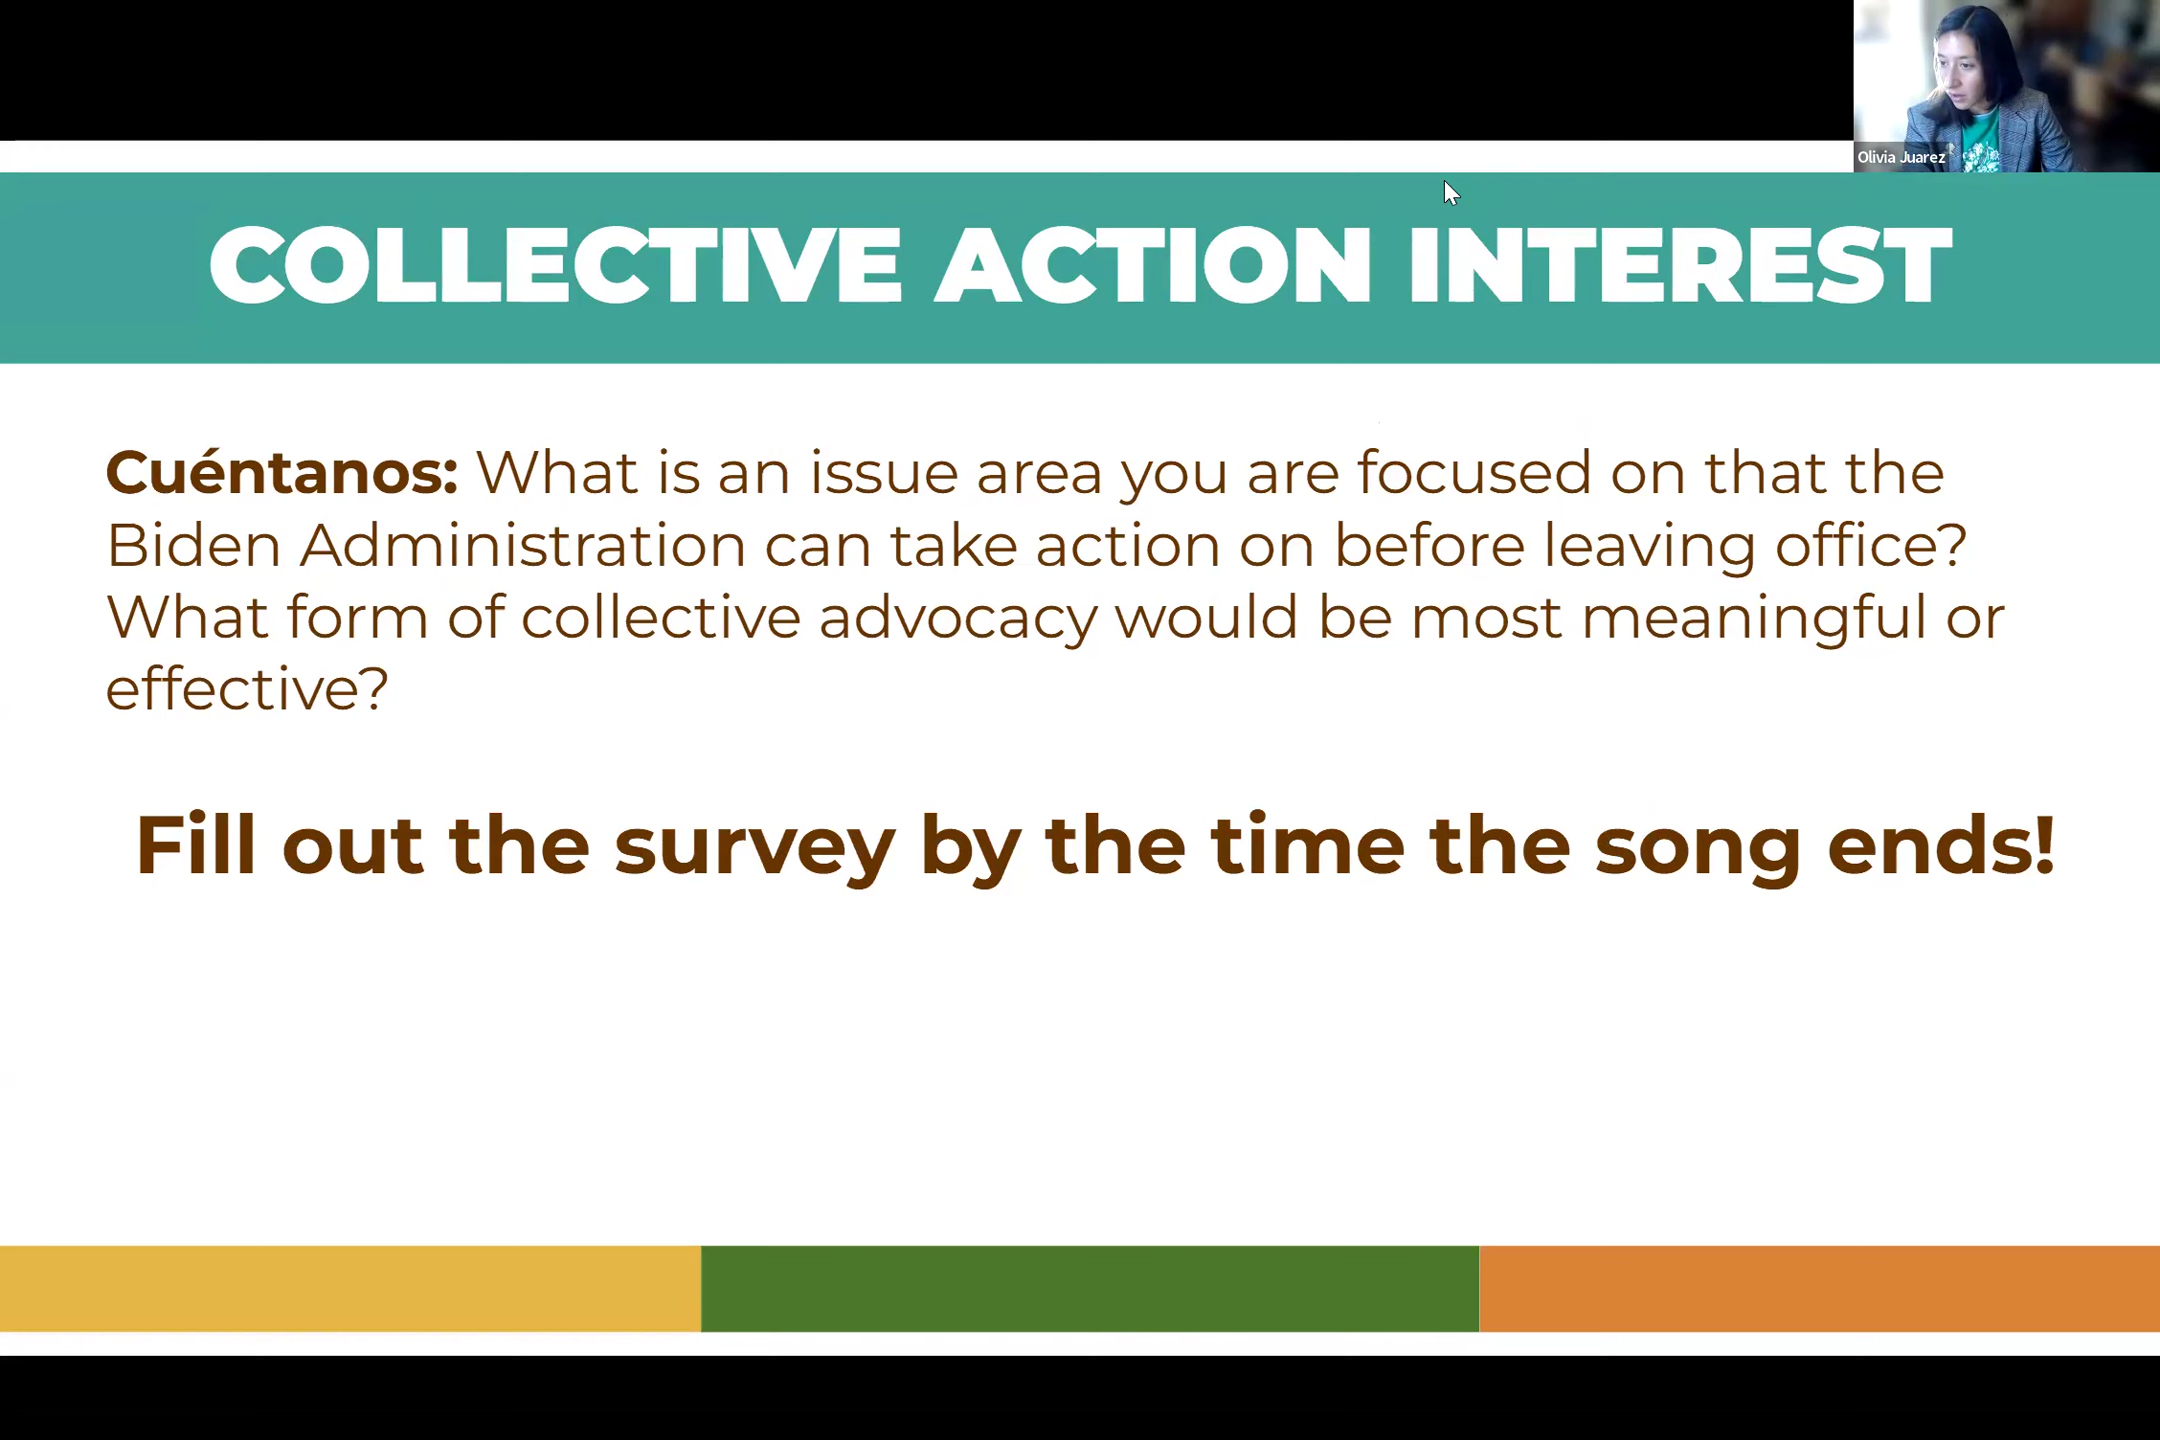 Olivia Juarez
COLLECTIVE ACTION INTEREST
Cuéntanos: What is an issue area you are focused on that the
Biden Administration can take action on before leaving office?
What form of collective advocacy would be most meaningful or
effective?
Fill out the survey by the time the song ends!